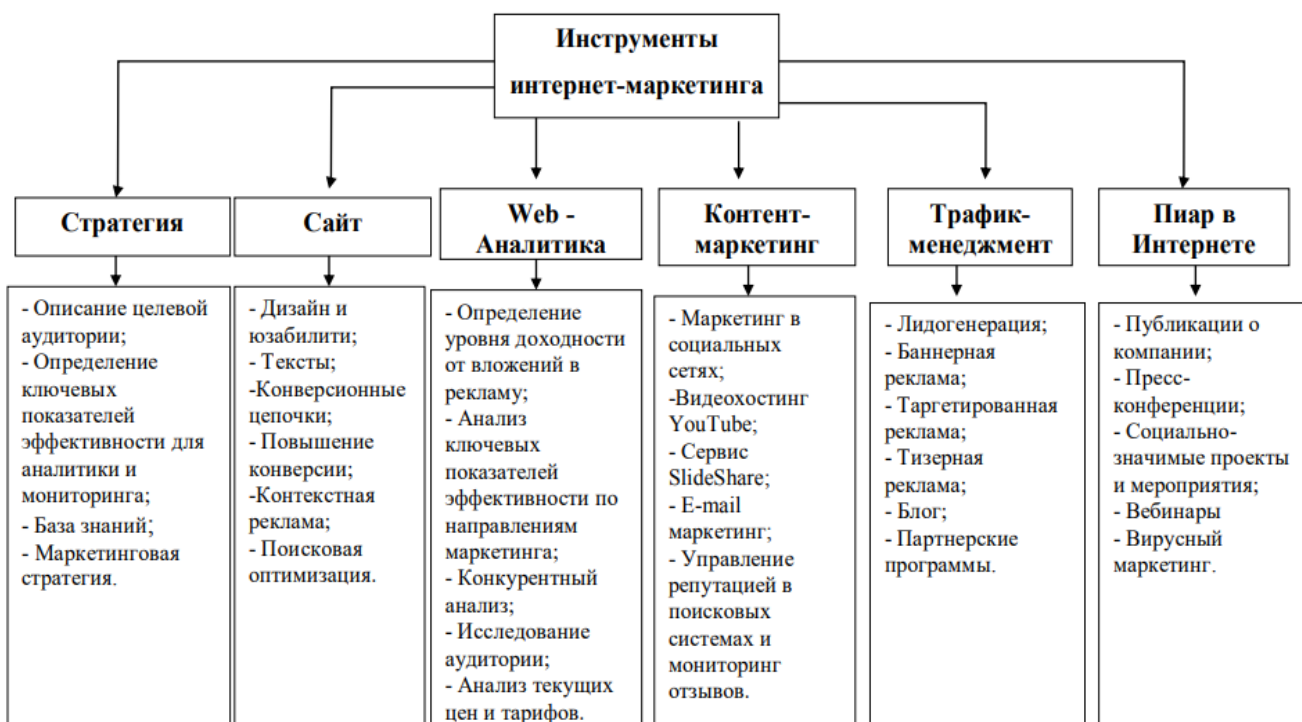 Инструменты
интернет-маркетинга
Стратегия
- Описание целевой
аудитории;
- Определение
ключевых
показателей
эффективности для
аналитики и
мониторинга;
- База знаний;
- Маркетинговая
стратегия.
Сайт
- Дизайн и
юзабилити;
- Тексты;
-Конверсионные
цепочки;
- Повышение
конверсии;
-Контекстная
реклама;
- Поисковая
оптимизация.
Web -
Аналитика
- Определение
уровня доходности
от вложений в
рекламу;
- Анализ
ключевых
показателей
эффективности по
направлениям
маркетинга;
- Конкурентный
анализ;
- Исследование
аудитории;
- Анализ текущих
цен и тарифов.
Контент-
маркетинг
- Маркетинг в
социальных
сетях;
-Видеохостинг
YouTube;
- Сервис
SlideShare;
- E-mail
маркетинг;
- Управление
репутацией в
поисковых
системах и
мониторинг
отзывов.
Трафик-
менеджмент
- Лидогенерация;
- Баннерная
реклама;
- Таргетированная
реклама;
- Тизерная
реклама;
- Блог;
- Партнерские
программы.
Пиар в
Интернете
- Публикации о
компании;
- Пресс-
конференции;
- Социально-
значимые проекты
и мероприятия;
- Вебинары
- Вирусный
маркетинг.